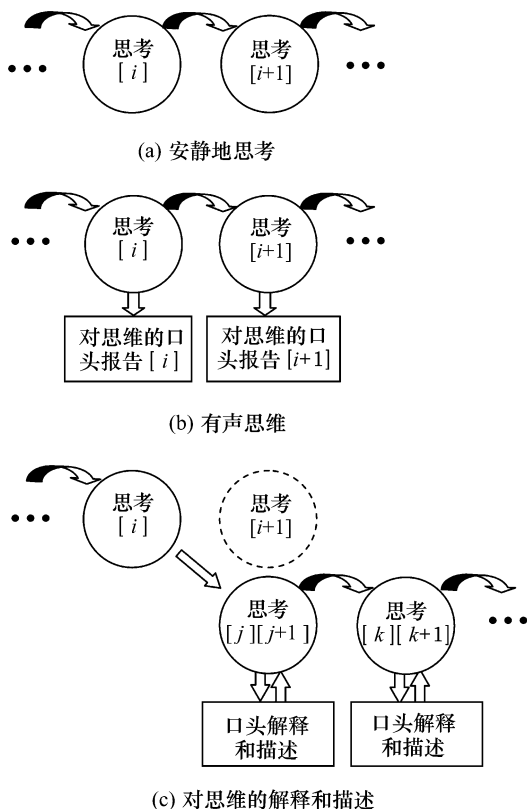 思考 思考
[ i ] [i+1]
••• •••
(a) 安静地思考
思考 思考
[ i ] [i+1]
••• •••
对思维的口 对思维的口
头报告 [ i ] 头报告 [i+1]
(b) 有声思维
思考 思考
[ i ] [i+1]
•••
思考 思考
[ j ][ j+1 ] [ k ][ k+1]
•••
口头解释 口头解释
和描述 和描述
(c) 对思维的解释和描述